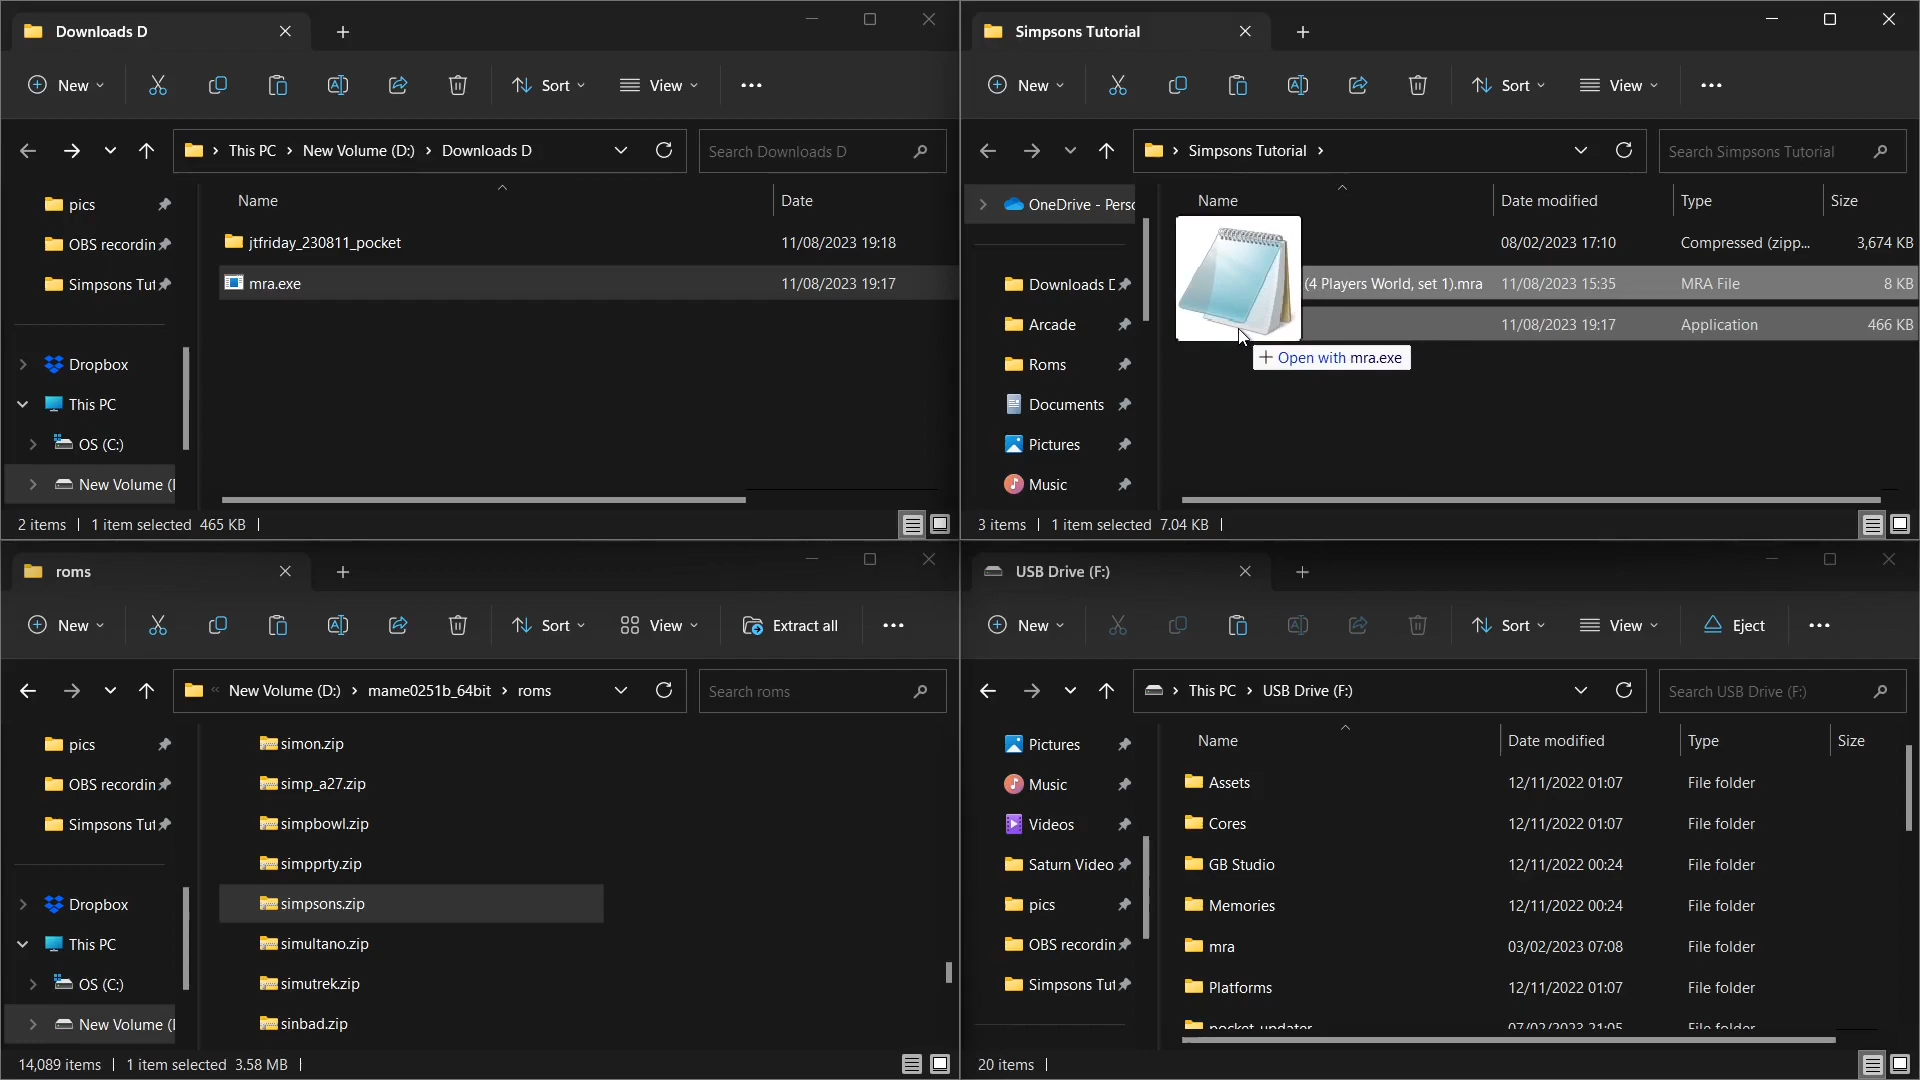 Downloads D
New
Sort
View
This PC
New Volume (D:)
Downloads D
Search Downloads D
pics
OBS recordin
Simpsons Tut
Dropbox
This PC
OS (C:)
New Volume (
Name
Date
jtfriday_230811_pocket
11/08/2023 19:18
mra.exe
11/08/2023 19:17
2 items
1 item selected 465 KB
Simpsons Tutorial
New
Sort
View
Simpsons Tutorial
Search Simpsons Tutorial
OneDrive - Perso
Downloads D
Arcade
Roms
Documents
Pictures
Music
Name
Date modified
Type
Size
08/02/2023 17:10
Compressed (zipp...
3,674 KB
(4 Players World, set 1).mra
11/08/2023 15:35
MRA File
8 KB
11/08/2023 19:17
Application
466 KB
+ Open with mra.exe
3 items
1 item selected 7.04 KB
roms
New
Sort
View
Extract all
New Volume (D:)
mame0251b_64bit
roms
Search roms
pics
OBS recordin
Simpsons Tut
Dropbox
This PC
OS (C:)
New Volume (
simon.zip
simp_a27.zip
simpbowl.zip
simpprty.zip
simpsons.zip
simultano.zip
simutrek.zip
sinbad.zip
14,089 items
1 item selected 3.58 MB
USB Drive (F:)
New
Sort
View
Eject
This PC
USB Drive (F:)
Search USB Drive (F:)
Pictures
Music
Videos
Saturn Video
pics
OBS recordin
Simpsons Tut
Name
Date modified
Type
Size
Assets
12/11/2022 01:07
File folder
Cores
12/11/2022 01:07
File folder
GB Studio
12/11/2022 00:24
File folder
Memories
12/11/2022 00:24
File folder
mra
03/02/2023 07:08
File folder
Platforms
12/11/2022 01:07
File folder
pocket_updater
07/02/2023 21:05
File folder
20 items